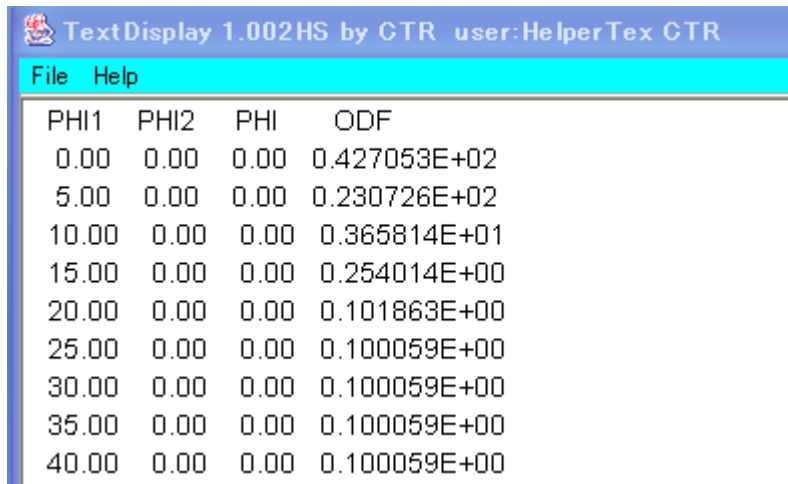 TextDisplay 1.002HS by CTR user:HelperTex CTR
File Help
PHI1 PHI2 PHI ODF
0.00 0.00 0.00 0.427053E+02
5.00 0.00 0.00 0.230726E+02
10.00 0.00 0.00 0.365814E+01
15.00 0.00 0.00 0.254014E+00
20.00 0.00 0.00 0.101863E+00
25.00 0.00 0.00 0.100059E+00
30.00 0.00 0.00 0.100059E+00
35.00 0.00 0.00 0.100059E+00
40.00 0.00 0.00 0.100059E+00